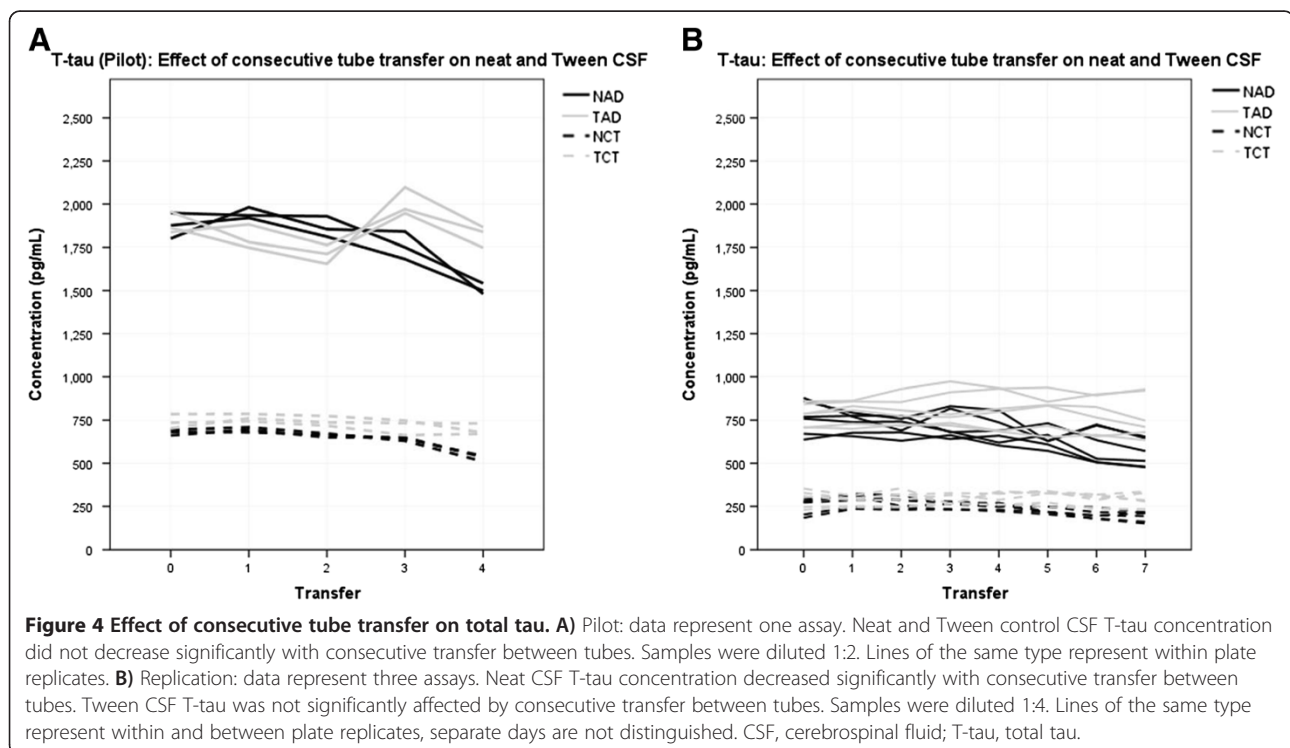 A
T-tau (Pilot): Effect of consecutive tube transfer on neat and Tween CSF
NAD
TAD
NCT
TCT
2,500
2,250
2,000
1,750
1,500
1,250
1,000
750
500
250
0
Concentration (pg/mL)
0 1 2 3 4
Transfer
B
T-tau: Effect of consecutive tube transfer on neat and Tween CSF
NAD
TAD
NCT
TCT
2,500
2,250
2,000
1,750
1,500
1,250
1,000
750
500
250
0
Concentration (pg/mL)
0 1 2 3 4 5 6 7
Transfer
Figure 4 Effect of consecutive tube transfer on total tau. A) Pilot: data represent one assay. Neat and Tween control CSF T-tau concentration
did not decrease significantly with consecutive transfer between tubes. Samples were diluted 1:2. Lines of the same type represent within plate
replicates. B) Replication: data represent three assays. Neat CSF T-tau concentration decreased significantly with consecutive transfer between
tubes. Tween CSF T-tau was not significantly affected by consecutive transfer between tubes. Samples were diluted 1:4. Lines of the same type
represent within and between plate replicates, separate days are not distinguished. CSF, cerebrospinal fluid; T-tau, total tau.